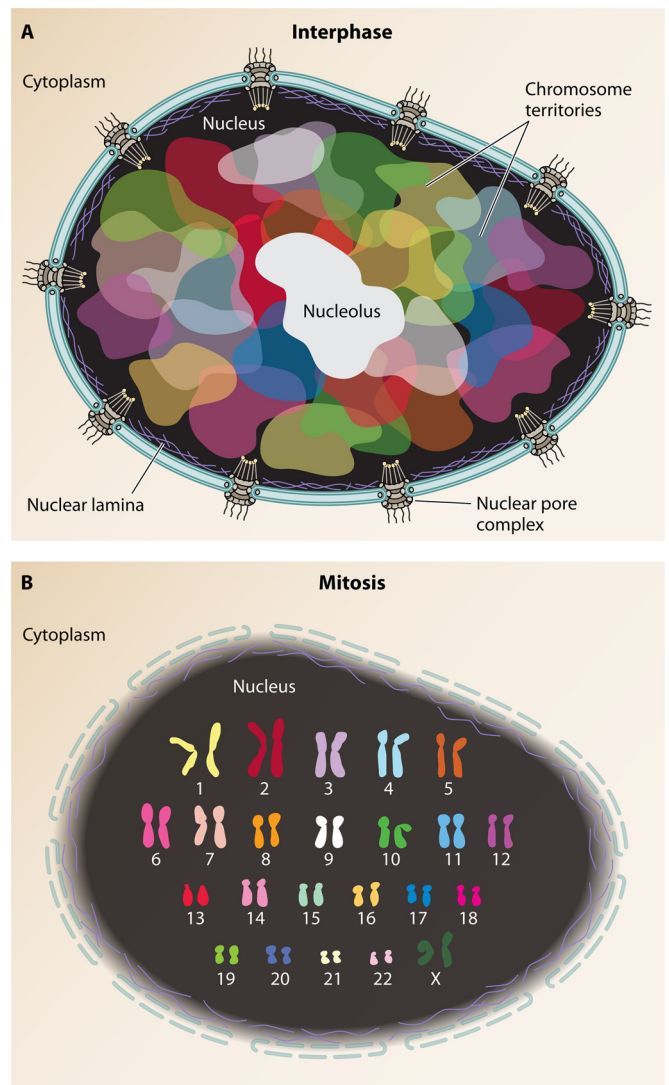 A
Interphase
Cytoplasm
Chromosome
territories
Nucleus
Nucleolus
Nuclear lamina
Nuclear pore
complex
B
Mitosis
Cytoplasm
Nucleus
1 2 3 4 5
6 7 8 9 10 11 12
13 14 15 16 17 18
19 20 21 22 X